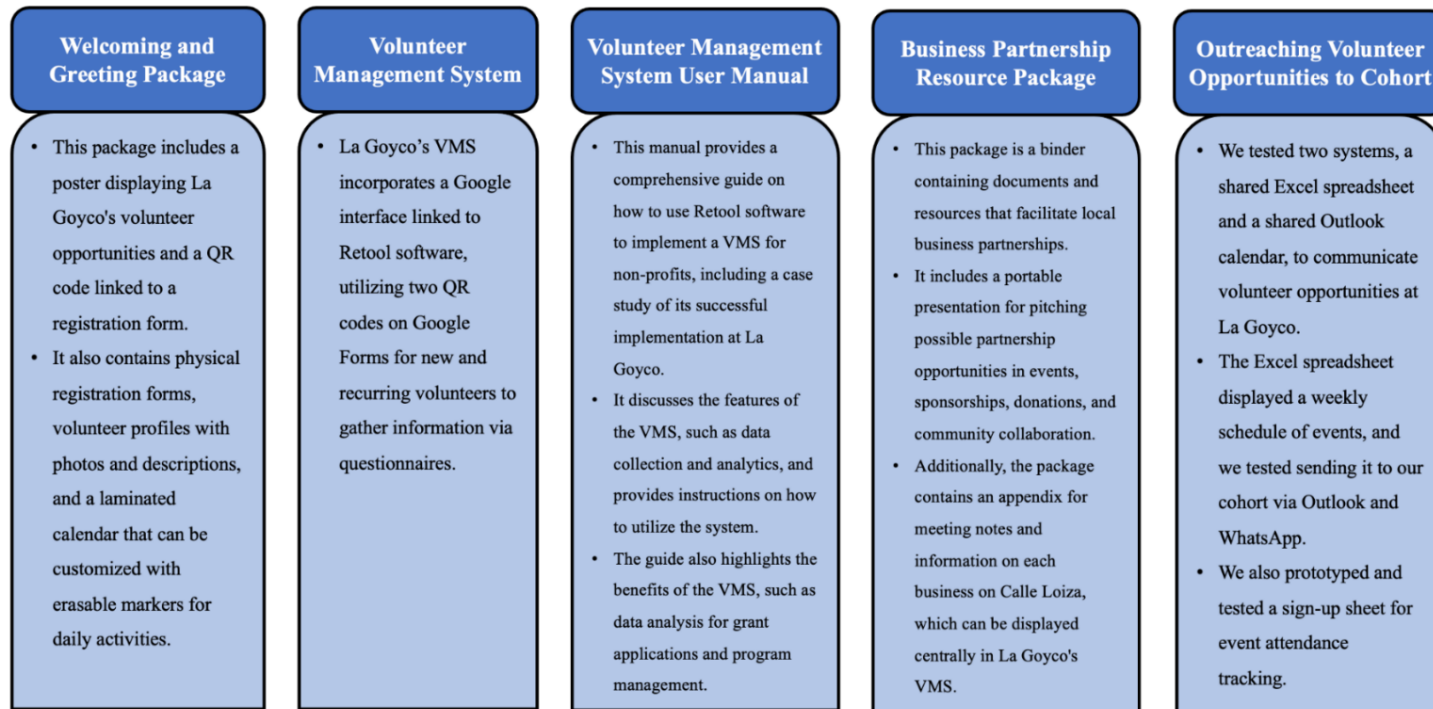 Welcoming and
Greeting Package
• This package includes a
poster displaying La
Goyco's volunteer
opportunities and a QR
code linked to a
registration form.
• It also contains physical
registration forms,
volunteer profiles with
photos and descriptions,
and a laminated
calendar that can be
customized with
erasable markers for
daily activities.
Volunteer
Management System
• La Goyco's VMS
incorporates a Google
interface linked to
Retool software,
utilizing two QR
codes on Google
Forms for new and
recurring volunteers to
gather information via
questionnaires.
Volunteer Management
System User Manual
• This manual provides a
comprehensive guide on
how to use Retool software
to implement a VMS for
non-profits, including a case
study of its successful
implementation at La
Goyco.
• It discusses the features of
the VMS, such as data
collection and analytics, and
provides instructions on how
to utilize the system.
• The guide also highlights the
benefits of the VMS, such as
data analysis for grant
applications and program
management.
Business Partnership
Resource Package
• This package is a binder
containing documents and
resources that facilitate local
business partnerships.
• It includes a portable
presentation for pitching
possible partnership
opportunities in events,
sponsorships, donations, and
community collaboration.
• Additionally, the package
contains an appendix for
meeting notes and
information on each
business on Calle Loiza,
which can be displayed
centrally in La Goyco's
VMS.
Outreaching Volunteer
Opportunities to Cohort
• We tested two systems, a
shared Excel spreadsheet
and a shared Outlook
calendar, to communicate
volunteer opportunities at
La Goyco.
• The Excel spreadsheet
displayed a weekly
schedule of events, and
we tested sending it to our
cohort via Outlook and
WhatsApp.
• We also prototyped and
tested a sign-up sheet for
event attendance
tracking.